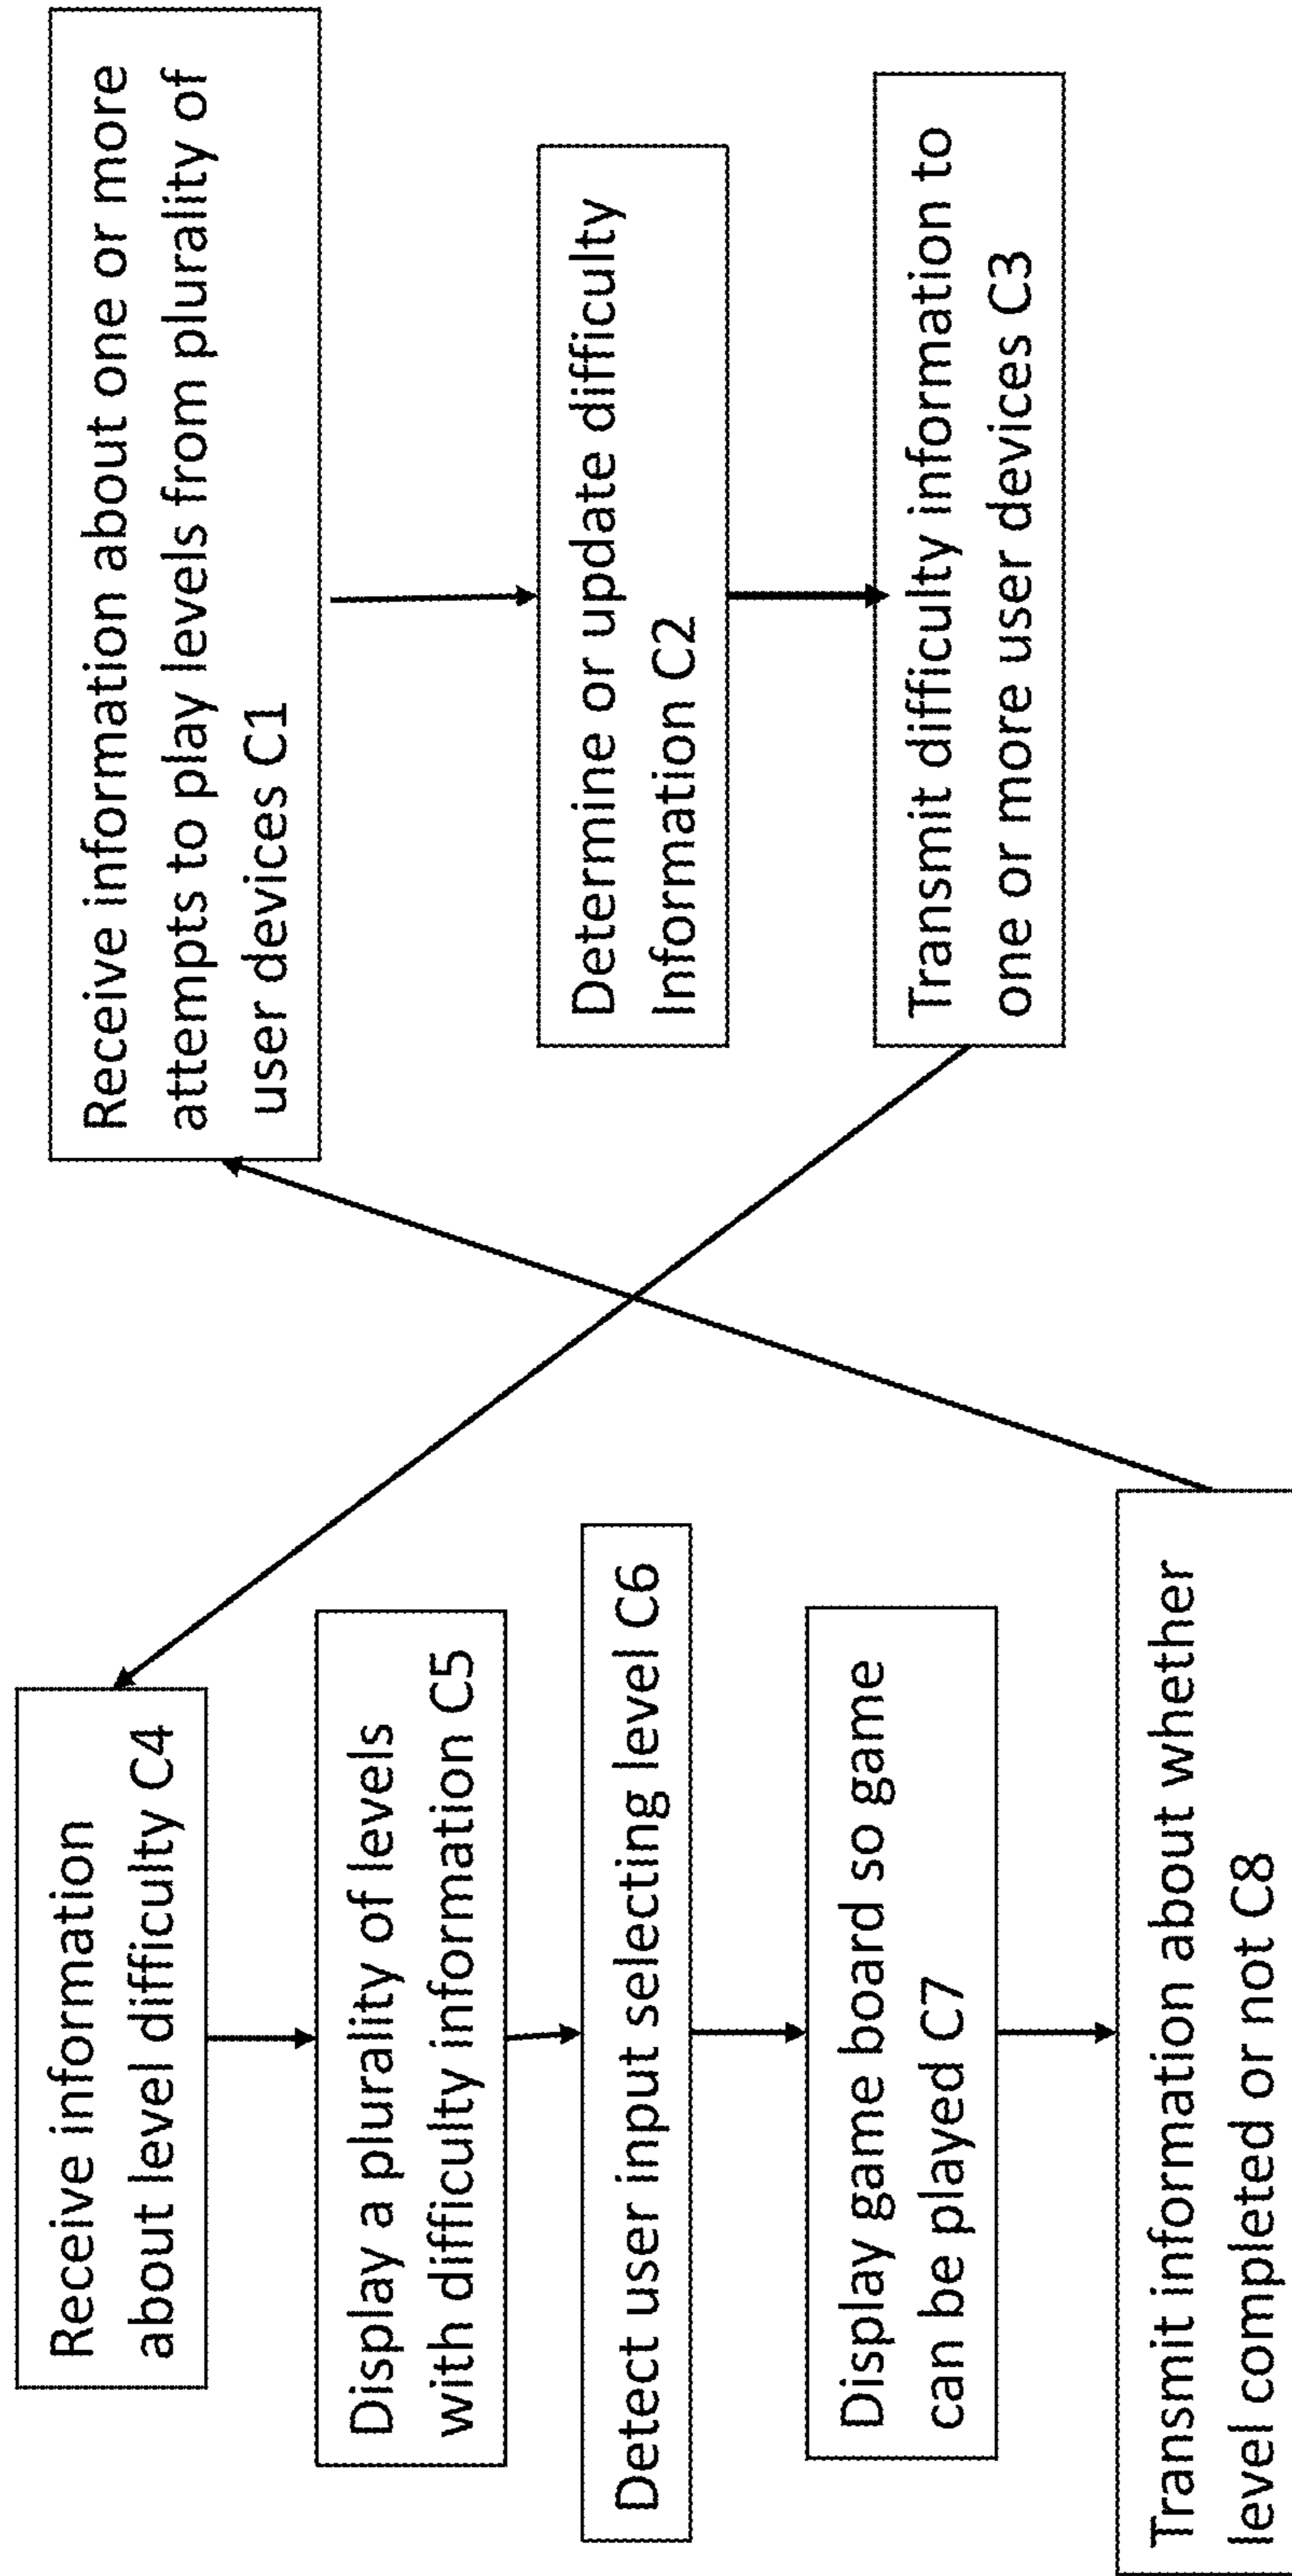 Receive information
about level difficulty C4
Display a plurality of levels
with difficulty information C5
Detect user input selecting level C6
Display game board so game
can be played C7
Transmit information about whether
level completed or not C8
Receive information about one or more
attempts to play levels from plurality of
user devices C1
Determine or update difficulty
Information C2
Transmit difficulty information to
one or more user devices C3